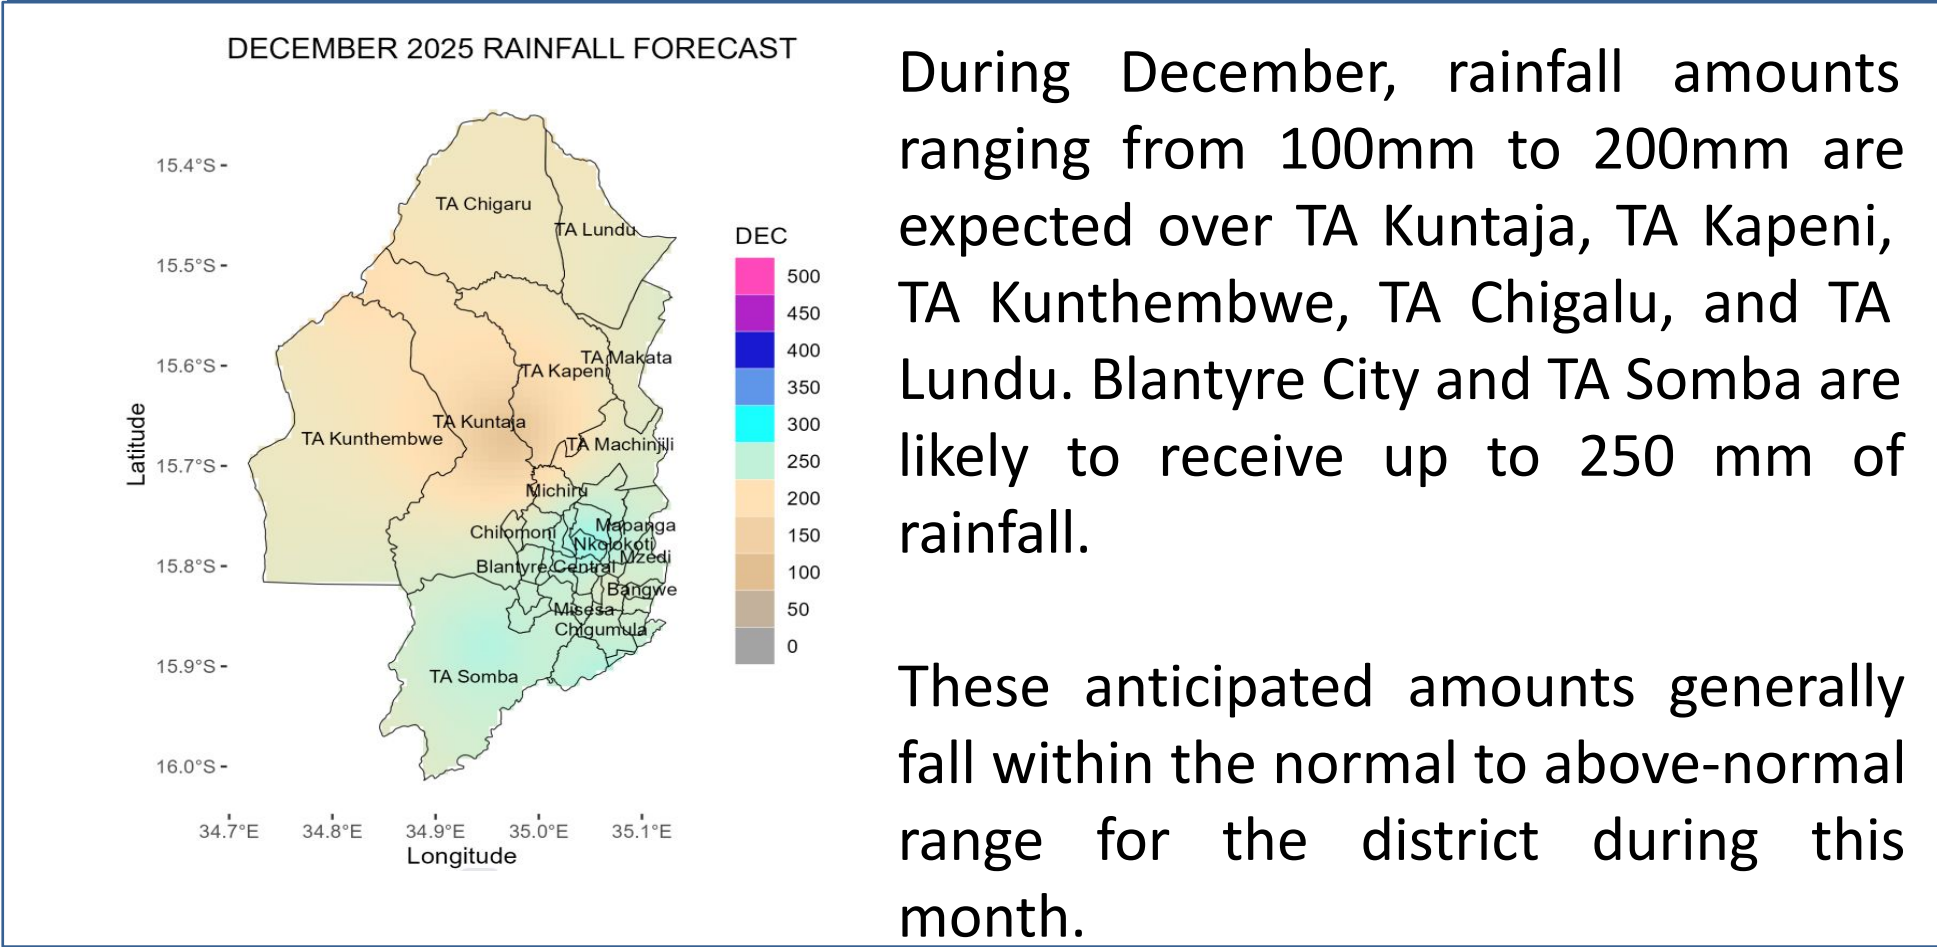 DECEMBER 2025 RAINFALL FORECAST
15.4°S
15.5°S
15.6°S
15.7°S
15.8°S
15.9°S
16.0°S
Latitude
34.7°E 34.8°E 34.9°E 35.0°E 35.1°E
Longitude
TA Chigaru
TA Lundu
TA Makata
TA Kapeni
TA Kuntaja
TA Kunthembwe
TA Machinjili
Michiru
Mapanga
Chilomoni
Nkolokoti
Mzedi
Blantyre Central
Bangwe
Misesa
Chigumula
TA Somba
DEC
500
450
400
350
300
250
200
150
100
50
0
During December, rainfall amounts
ranging from 100mm to 200mm are
expected over TA Kuntaja, TA Kapeni,
TA Kunthembwe, TA Chigalu, and TA
Lundu. Blantyre City and TA Somba are
likely to receive up to 250 mm of
rainfall.
These anticipated amounts generally
fall within the normal to above-normal
range for the district during this
month.